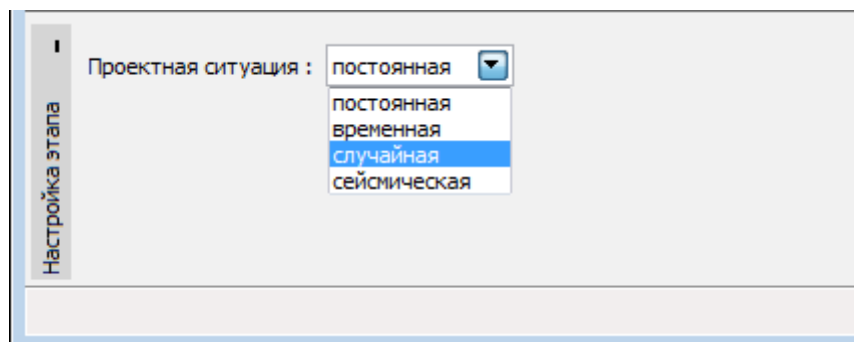 Настройка этапа
Проектная ситуация : постоянная
постоянная
временная
случайная
сейсмическая